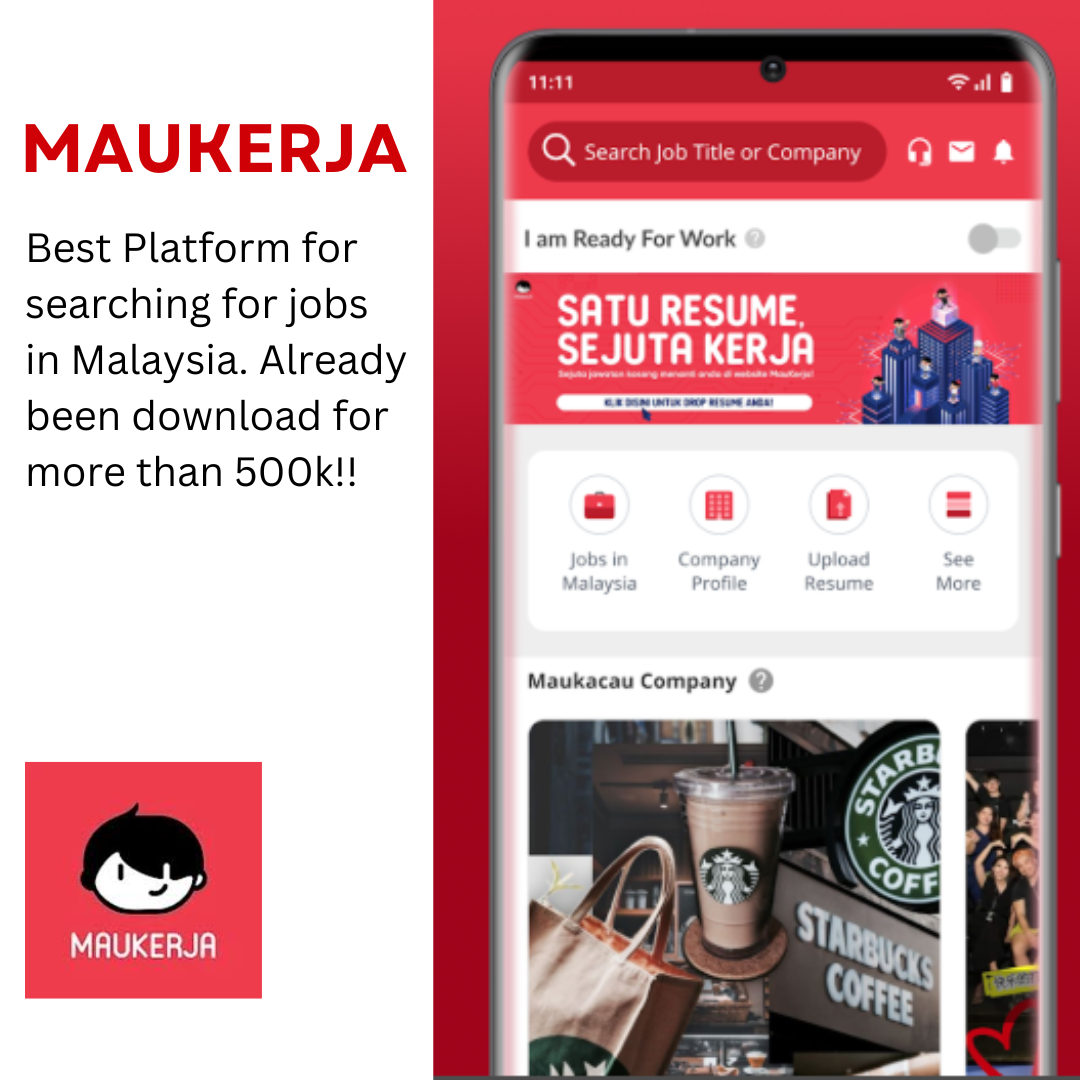 MAUKERJA
Best Platform for
searching for jobs
in Malaysia. Already
been download for
more than 500k!!
MAUKERJA
11:11
Search Job Title or Company
I am Ready For Work
SATU RESUME,
SEJUTA KERJA
Sejuta jawatan kosong menanti anda di website MauKerja!
KLIK DISINI UNTUK DROP RESUME ANDA!
Jobs in
Malaysia
Company
Profile
Upload
Resume
See
More
Maukacau Company
STARB
COFF
STARBUCKS
COFFEE